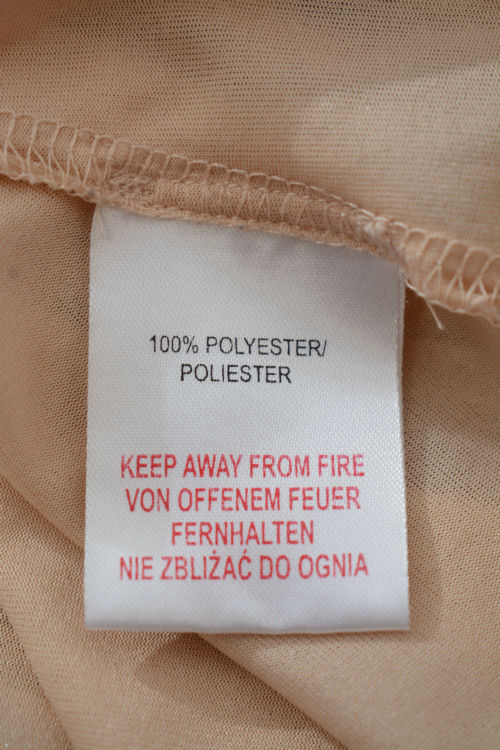 100% POLYESTER/
POLIESTER
KEEP AWAY FROM FIRE
VON OFFENEM FEUER
FERNHALTEN
NIE ZBLIŻAĆ DO OGNIA